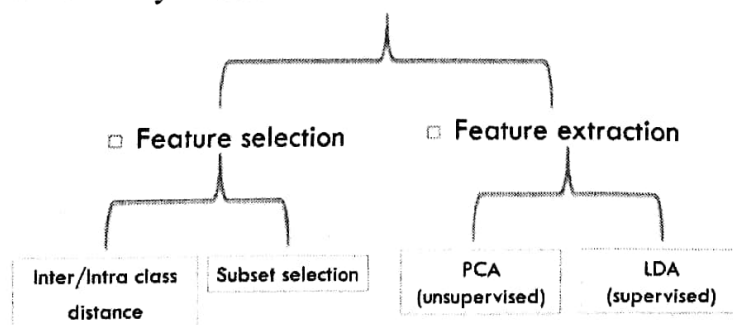 Feature selection
Feature extraction
Inter/Intra class
distance
Subset selection
PCA
(unsupervised)
LDA
(supervised)